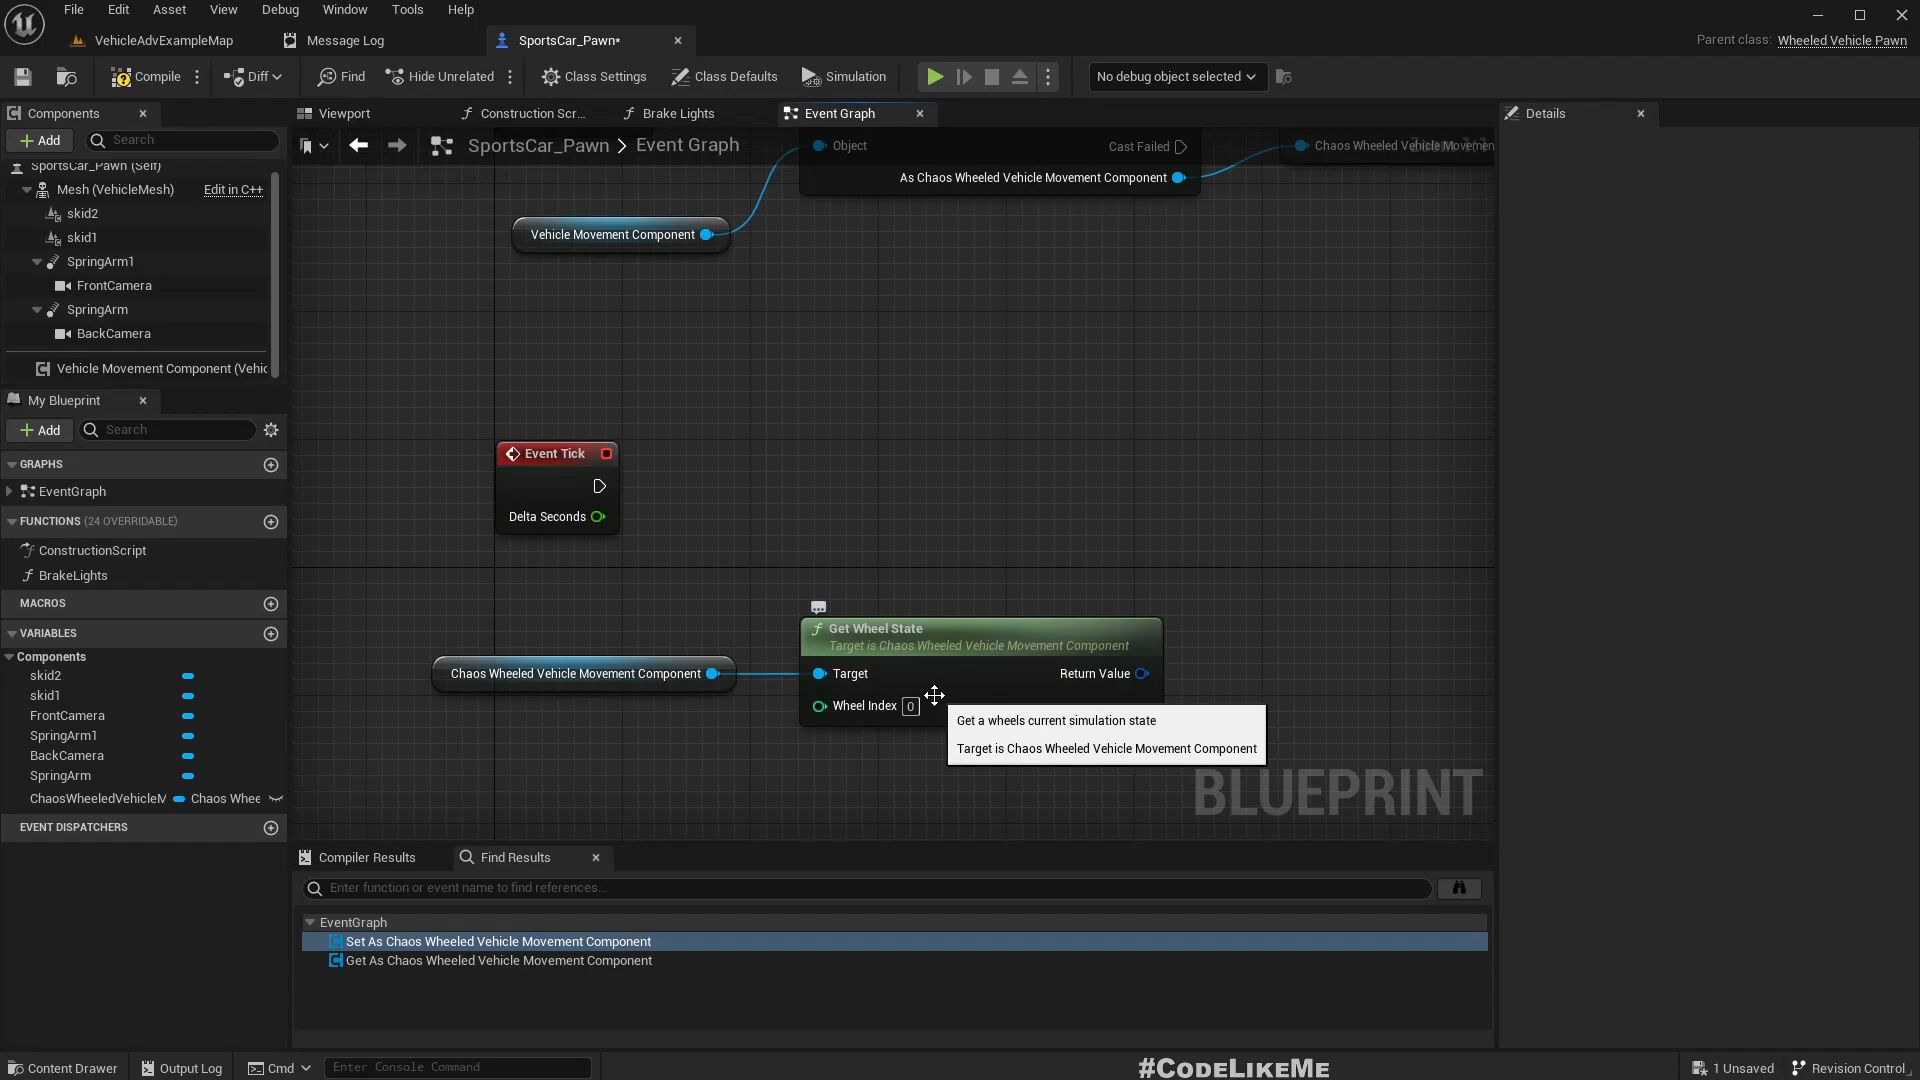 File Edit Asset View Debug Window Tools Help
VehicleAdvExampleMap
Message Log
SportsCar_Pawn*
Parent class: Wheeled Vehicle Pawn
Compile
Diff
Find
Hide Unrelated
Class Settings
Class Defaults
Simulation
No debug object selected
Components
Viewport
Construction Scr...
Brake Lights
Event Graph
Details
Add
Search
SportsCar_Pawn > Event Graph
SportsCar_Pawn (Self)
Mesh (VehicleMesh) Edit in C++
skid2
skid1
SpringArm1
FrontCamera
SpringArm
BackCamera
Vehicle Movement Component (Vehic
My Blueprint
Add
Search
GRAPHS
EventGraph
FUNCTIONS (24 OVERRIDABLE)
ConstructionScript
BrakeLights
MACROS
VARIABLES
Components
skid2
skid1
FrontCamera
SpringArm1
BackCamera
SpringArm
ChaosWheeledVehicleM Chaos Whee
EVENT DISPATCHERS
Object
Cast Failed
As Chaos Wheeled Vehicle Movement Component
Chaos Wheeled Vehicle Movemen
Vehicle Movement Component
Event Tick
Delta Seconds
Get Wheel State
Target is Chaos Wheeled Vehicle Movement Component
Chaos Wheeled Vehicle Movement Component
Target
Return Value
Wheel Index 0
Get a wheels current simulation state
Target is Chaos Wheeled Vehicle Movement Component
BLUEPRINT
Compiler Results
Find Results
Enter function or event name to find references...
EventGraph
Set As Chaos Wheeled Vehicle Movement Component
Get As Chaos Wheeled Vehicle Movement Component
Content Drawer
Output Log
Cmd
Enter Console Command
#CODELIKEME
1 Unsaved
Revision Control